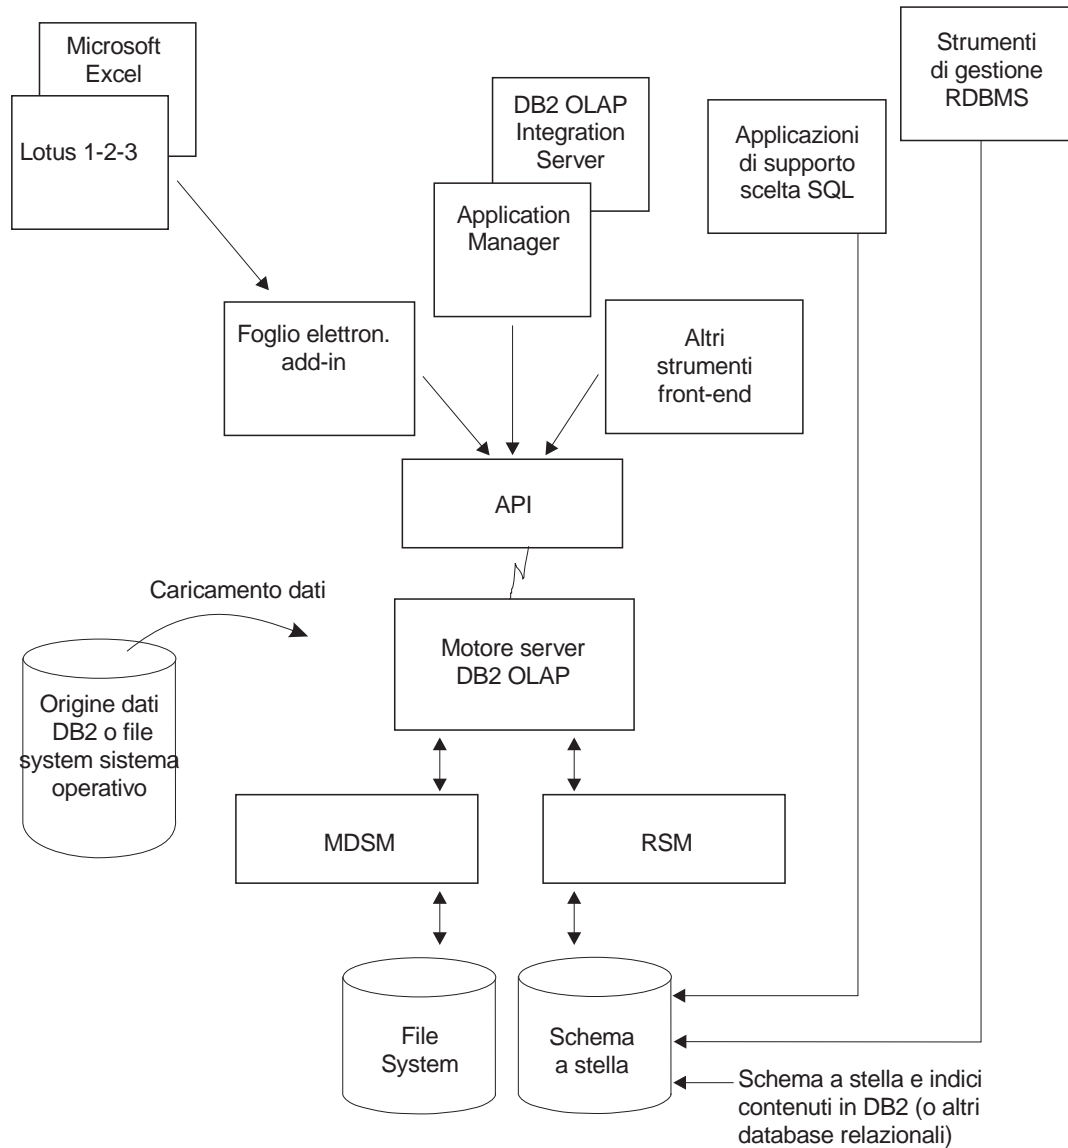 Microsoft
Excel
Lotus 1-2-3
DB2 OLAP
Integration
Server
Application
Manager
Applicazioni
di supporto
scelta SQL
Strumenti
di gestione
RDBMS
Foglio elettron.
add-in
Altri
strumenti
front-end
API
Caricamento dati
Motore server
DB2 OLAP
Origine dati
DB2 o file
system sistema
operativo
MDSM
RSM
File
System
Schema
a stella
Schema a stella e indici
contenuti in DB2 (o altri
database relazionali)